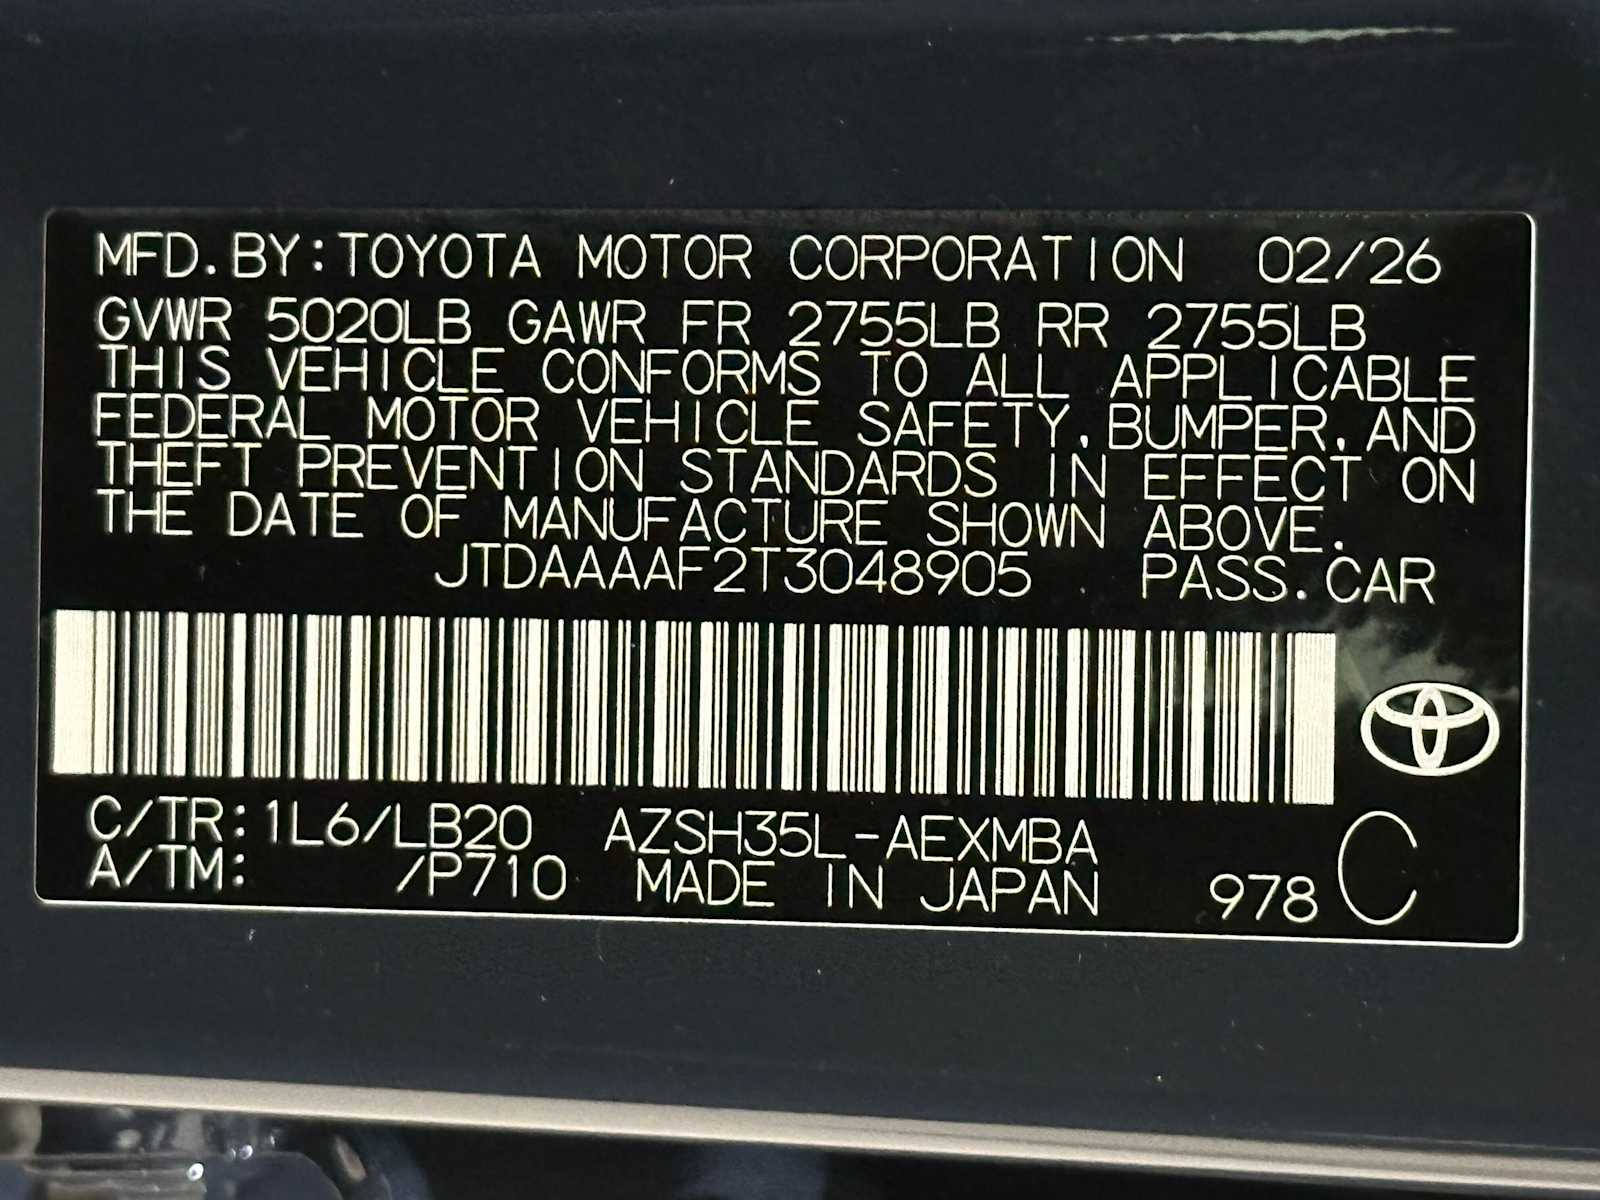 MFD.BY:TOYOTA MOTOR CORPORATION 02/26
GVWR 5020LB GAWR FR 2755LB RR 2755LB
THIS VEHICLE CONFORMS TO ALL APPLICABLE
FEDERAL MOTOR VEHICLE SAFETY,BUMPER,AND
THEFT PREVENTION STANDARDS IN EFFECT ON
THE DATE OF MANUFACTURE SHOWN ABOVE.
JTDAAAAF2T3048905 PASS.CAR
C/TR:1L6/LB20 AZSH35L-AEXMBA C
A/TM: /P710 MADE IN JAPAN 978